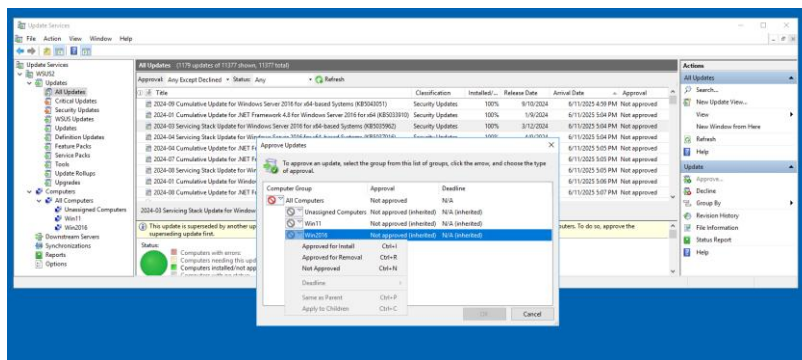 Update Services
File Action View Window Help
Update Services
WSUS2
Updates
All Updates
Critical Updates
Security Updates
WSUS Updates
Updates
Definition Updates
Feature Packs
Service Packs
Tools
Update Rollups
Upgrades
Computers
All Computers
Unassigned Computers
Win11
Win2016
Downstream Servers
Synchronizations
Reports
Options
All Updates (1179 updates of 11377 shown, 11377 total)
Approval: Any Except Declined Status: Any Refresh
Title Classification Installed/... Release Date Arrival Date Approval
2024-09 Cumulative Update for Windows Server 2016 for x64-based Systems (KB5043051) Security Updates 100% 9/10/2024 6/11/2025 4:59 PM Not approved
2024-01 Cumulative Update for .NET Framework 4.8 for Windows Server 2016 for x64 (KB5033910) Security Updates 100% 1/9/2024 6/11/2025 5:04 PM Not approved
2024-03 Servicing Stack Update for Windows Server 2016 for x64-based Systems (KB5035962) Security Updates 100% 3/12/2024 6/11/2025 5:04 PM Not approved
2024-04 Servicing Stack Update for Windows Server 2016 for x64-based Systems 6/11/2025 5:04 PM Not approved
2024-04 Cumulative Update for .NET 6/11/2025 5:05 PM Not approved
2024-07 Cumulative Update for .NET 6/11/2025 5:05 PM Not approved
2024-08 Servicing Stack Update for 6/11/2025 5:05 PM Not approved
2024-01 Cumulative Update for 6/11/2025 5:06 PM Not approved
2024-08 Cumulative Update for .NET 6/11/2025 5:07 PM Not approved
2024-03 Servicing Stack Update for Window
This update is superseded by another up
superseding update first.
puters. To do so, approve the
Status:
Computers with errors:
Computers needing this upd
Computers installed/not app
Approve Updates
To approve an update, select the group from this list of groups, click the arrow, and choose the type
of approval.
Computer Group Approval Deadline
All Computers Not approved N/A
Unassigned Computers Not approved (inherited) N/A (inherited)
Win11 Not approved (inherited) N/A (inherited)
Win2016 Not approved (inherited) N/A (inherited)
Approved for Install Ctrl+I
Approved for Removal Ctrl+R
Not Approved Ctrl+N
Deadline
Same as Parent Ctrl+P
Apply to Children Ctrl+C
OK Cancel
Actions
All Updates
Search...
New Update View...
View
New Window from Here
Refresh
Help
Update
Approve...
Decline
Group By
Revision History
File Information
Status Report
Help